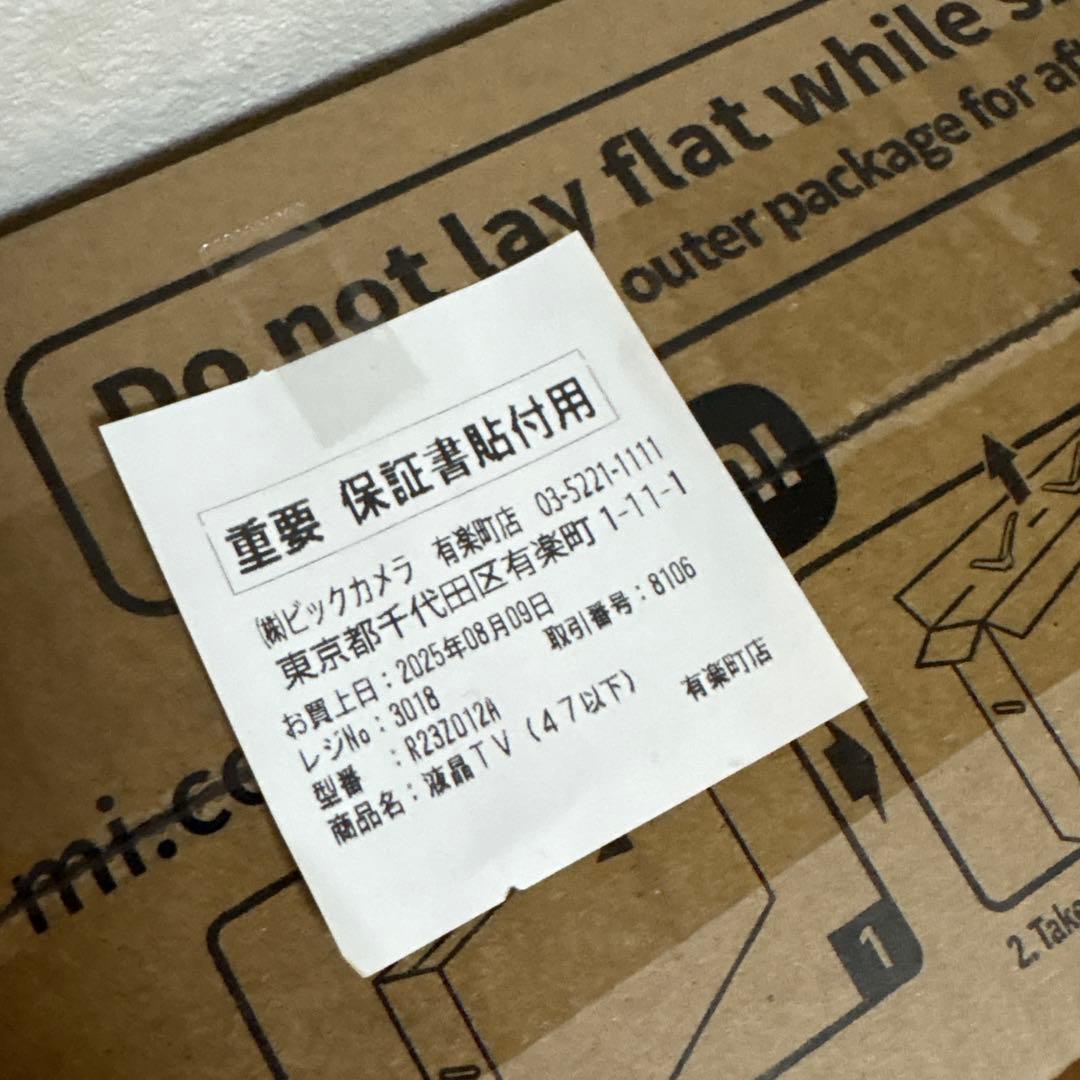 Do not lay flat while
outer package for
重要 保証書貼付用
㈱ビックカメラ 有楽町店 03-5221-1111
東京都千代田区有楽町 1-11-1
お買上日:2025年08月09日
レジNo:3018 取引番号:8106
型番 :R23Z012A
商品名:液晶TV(47以下) 有楽町店
mi.co
1
2. Take